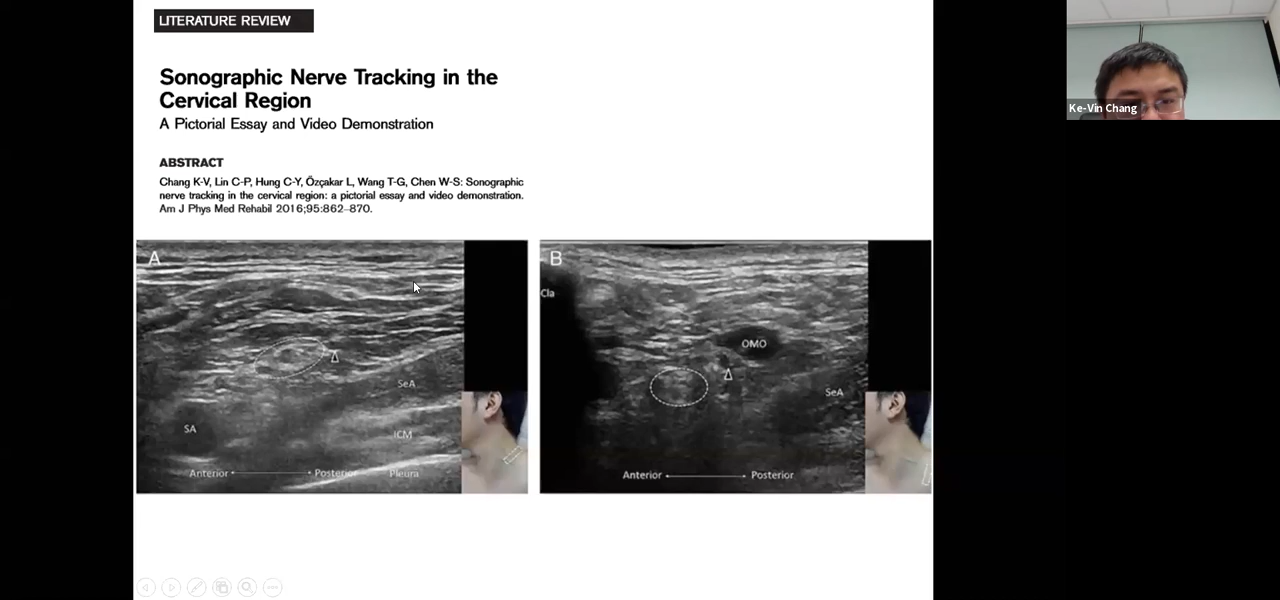 LITERATURE REVIEW
Sonographic Nerve Tracking in the
Cervical Region
A Pictorial Essay and Video Demonstration
ABSTRACT
Chang K-V, Lin C-P, Hung C-Y, Özçakar L, Wang T-G, Chen W-S: Sonographic
nerve tracking in the cervical region: a pictorial essay and video demonstration.
Am J Phys Med Rehabil 2016;95:862–870.
A
SeA
SA
ICM
Anterior Posterior Pleura
B
Cla
OMO
SeA
Anterior Posterior
Ke-Vin Chang